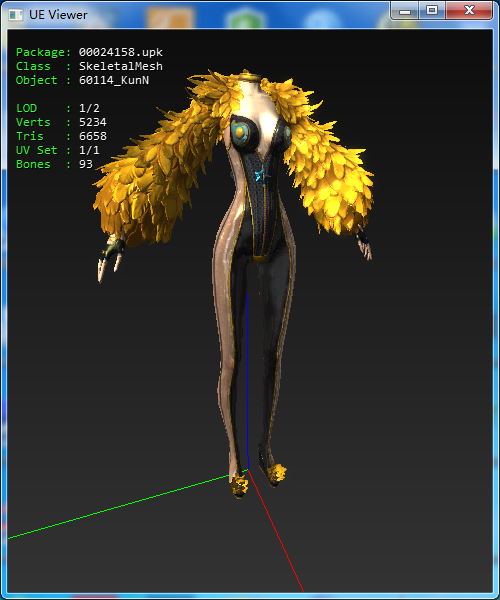 UE Viewer
Package: 00024158.upk
Class : SkeletalMesh
Object : 60114_KunN
LOD : 1/2
Verts : 5234
Tris : 6658
UV Set : 1/1
Bones : 93